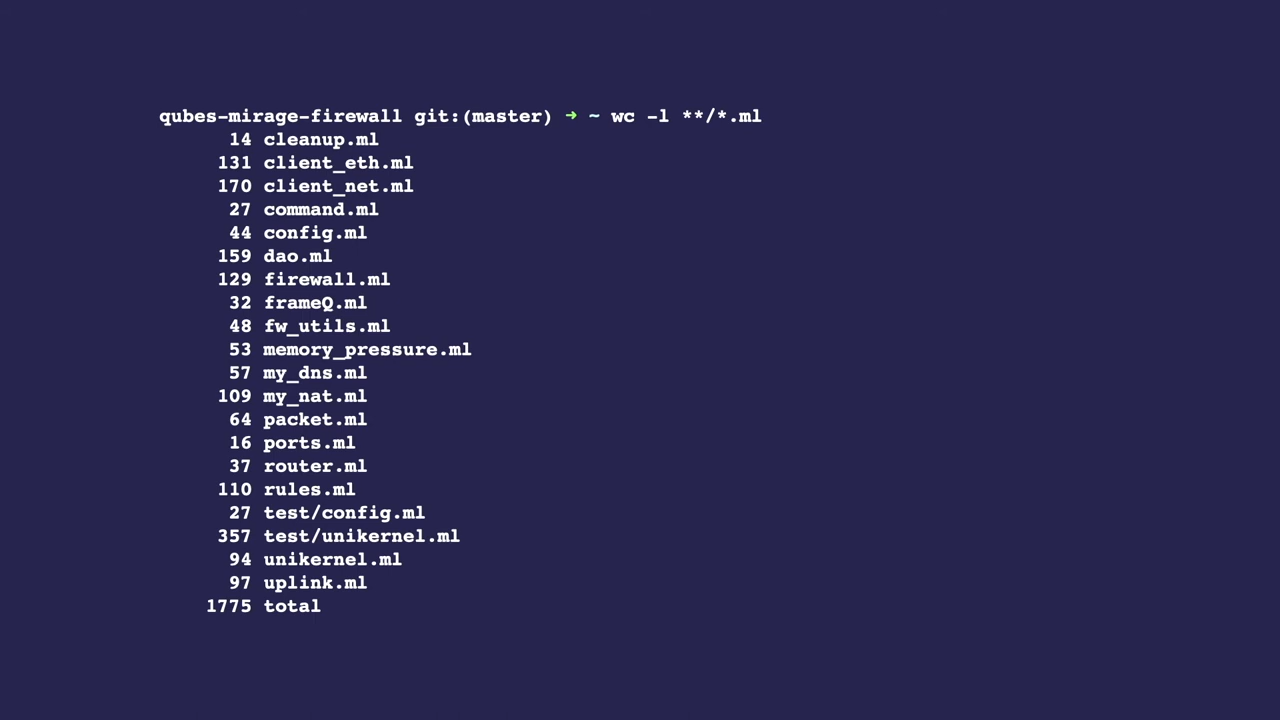 qubes-mirage-firewall git:(master) ➜ ~ wc -l **/*.ml
14 cleanup.ml
131 client_eth.ml
170 client_net.ml
27 command.ml
44 config.ml
159 dao.ml
129 firewall.ml
32 frameQ.ml
48 fw_utils.ml
53 memory_pressure.ml
57 my_dns.ml
109 my_nat.ml
64 packet.ml
16 ports.ml
37 router.ml
110 rules.ml
27 test/config.ml
357 test/unikernel.ml
94 unikernel.ml
97 uplink.ml
1775 total